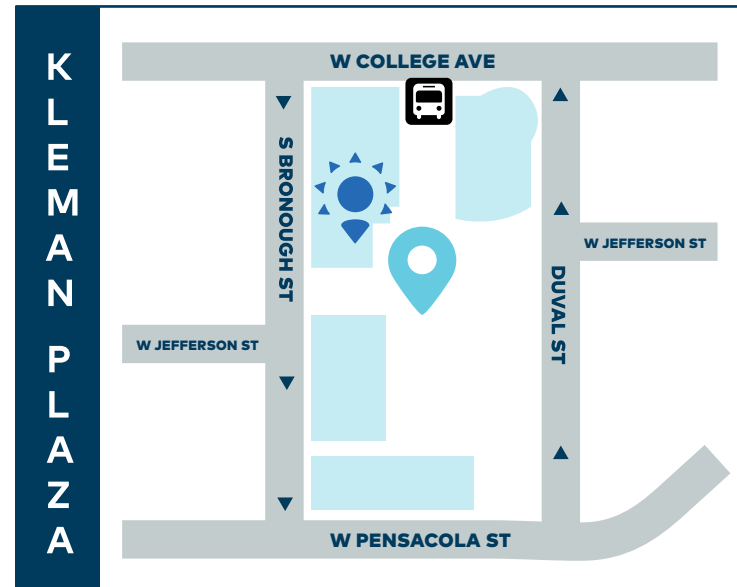 KLEMAN PLAZA
W COLLEGE AVE
S BRONOUGH ST
W JEFFERSON ST
DUVAL ST
W JEFFERSON ST
W PENSACOLA ST